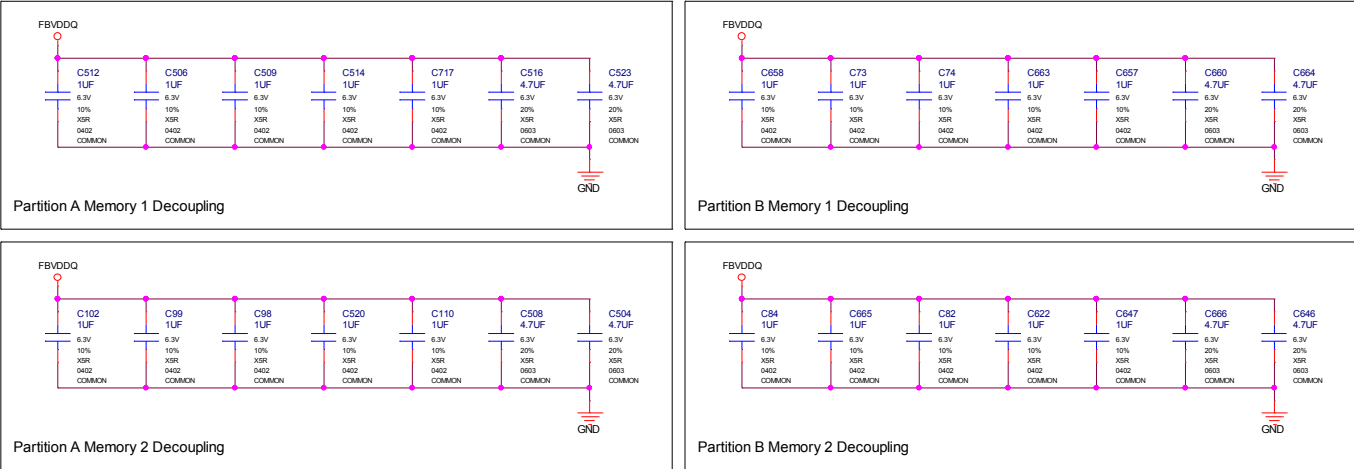 FBVDDQ
C512 C506 C509 C514 C717 C516 C523
1UF 1UF 1UF 1UF 1UF 4.7UF 4.7UF
6.3V 6.3V 6.3V 6.3V 6.3V 6.3V 6.3V
10% 10% 10% 10% 10% 20% 20%
X5R X5R X5R X5R X5R X5R X5R
0402 0402 0402 0402 0402 0603 0603
COMMON COMMON COMMON COMMON COMMON COMMON COMMON
GND
Partition A Memory 1 Decoupling
FBVDDQ
C658 C73 C74 C663 C657 C660 C664
1UF 1UF 1UF 1UF 1UF 4.7UF 4.7UF
6.3V 6.3V 6.3V 6.3V 6.3V 6.3V 6.3V
10% 10% 10% 10% 10% 20% 20%
X5R X5R X5R X5R X5R X5R X5R
0402 0402 0402 0402 0402 0603 0603
COMMON COMMON COMMON COMMON COMMON COMMON COMMON
GND
Partition B Memory 1 Decoupling
FBVDDQ
C102 C99 C98 C520 C110 C508 C504
1UF 1UF 1UF 1UF 1UF 4.7UF 4.7UF
6.3V 6.3V 6.3V 6.3V 6.3V 6.3V 6.3V
10% 10% 10% 10% 10% 20% 20%
X5R X5R X5R X5R X5R X5R X5R
0402 0402 0402 0402 0402 0603 0603
COMMON COMMON COMMON COMMON COMMON COMMON COMMON
GND
Partition A Memory 2 Decoupling
FBVDDQ
C84 C665 C82 C622 C647 C666 C646
1UF 1UF 1UF 1UF 1UF 4.7UF 4.7UF
6.3V 6.3V 6.3V 6.3V 6.3V 6.3V 6.3V
10% 10% 10% 10% 10% 20% 20%
X5R X5R X5R X5R X5R X5R X5R
0402 0402 0402 0402 0402 0603 0603
COMMON COMMON COMMON COMMON COMMON COMMON COMMON
GND
Partition B Memory 2 Decoupling